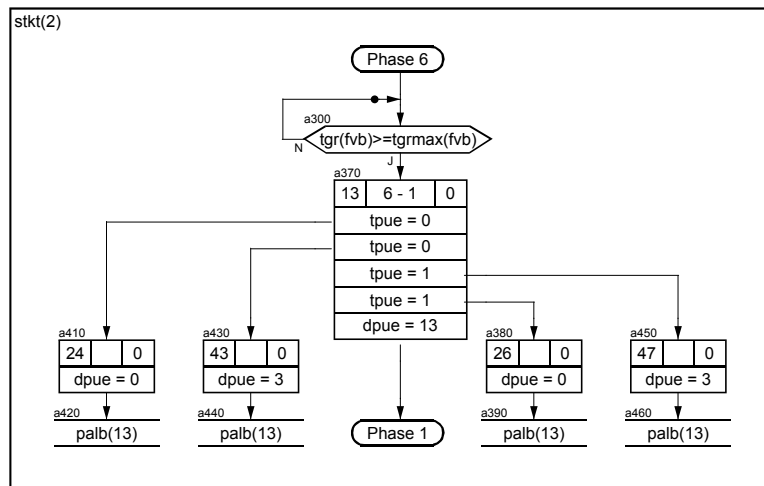 stkt(2)
Phase 6
a300
tgr(fvb)>=tgrmax(fvb)
N
J
a370
13 6 - 1 0
tpue = 0
tpue = 0
tpue = 1
tpue = 1
dpue = 13
a410
24 0
dpue = 0
a420
palb(13)
a430
43 0
dpue = 3
a440
palb(13)
Phase 1
a380
26 0
dpue = 0
a390
palb(13)
a450
47 0
dpue = 3
a460
palb(13)